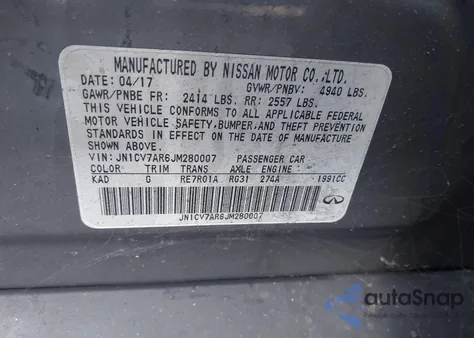 MANUFACTURED BY NISSAN MOTOR CO.,LTD.
DATE: 04/17 GVWR/PNBV: 4940 LBS.
GAWR/PNBE FR: 2414 LBS. RR: 2557 LBS.
THIS VEHICLE CONFORMS TO ALL APPLICABLE
MOTOR VEHICLE SAFETY, BUMPER, AND THEFT PREVENTION
STANDARDS IN EFFECT ON THE DATE OF MANUFACTURE
SHOWN ABOVE.
VIN: JN1CV7AR6JM280007 PASSENGER CAR
COLOR TRIM TRANS AXLE ENGINE
KAD G RE7R01A RG31 274A 1991CC
JN1CV7AR6JM280007
INFINITI
autoSnap